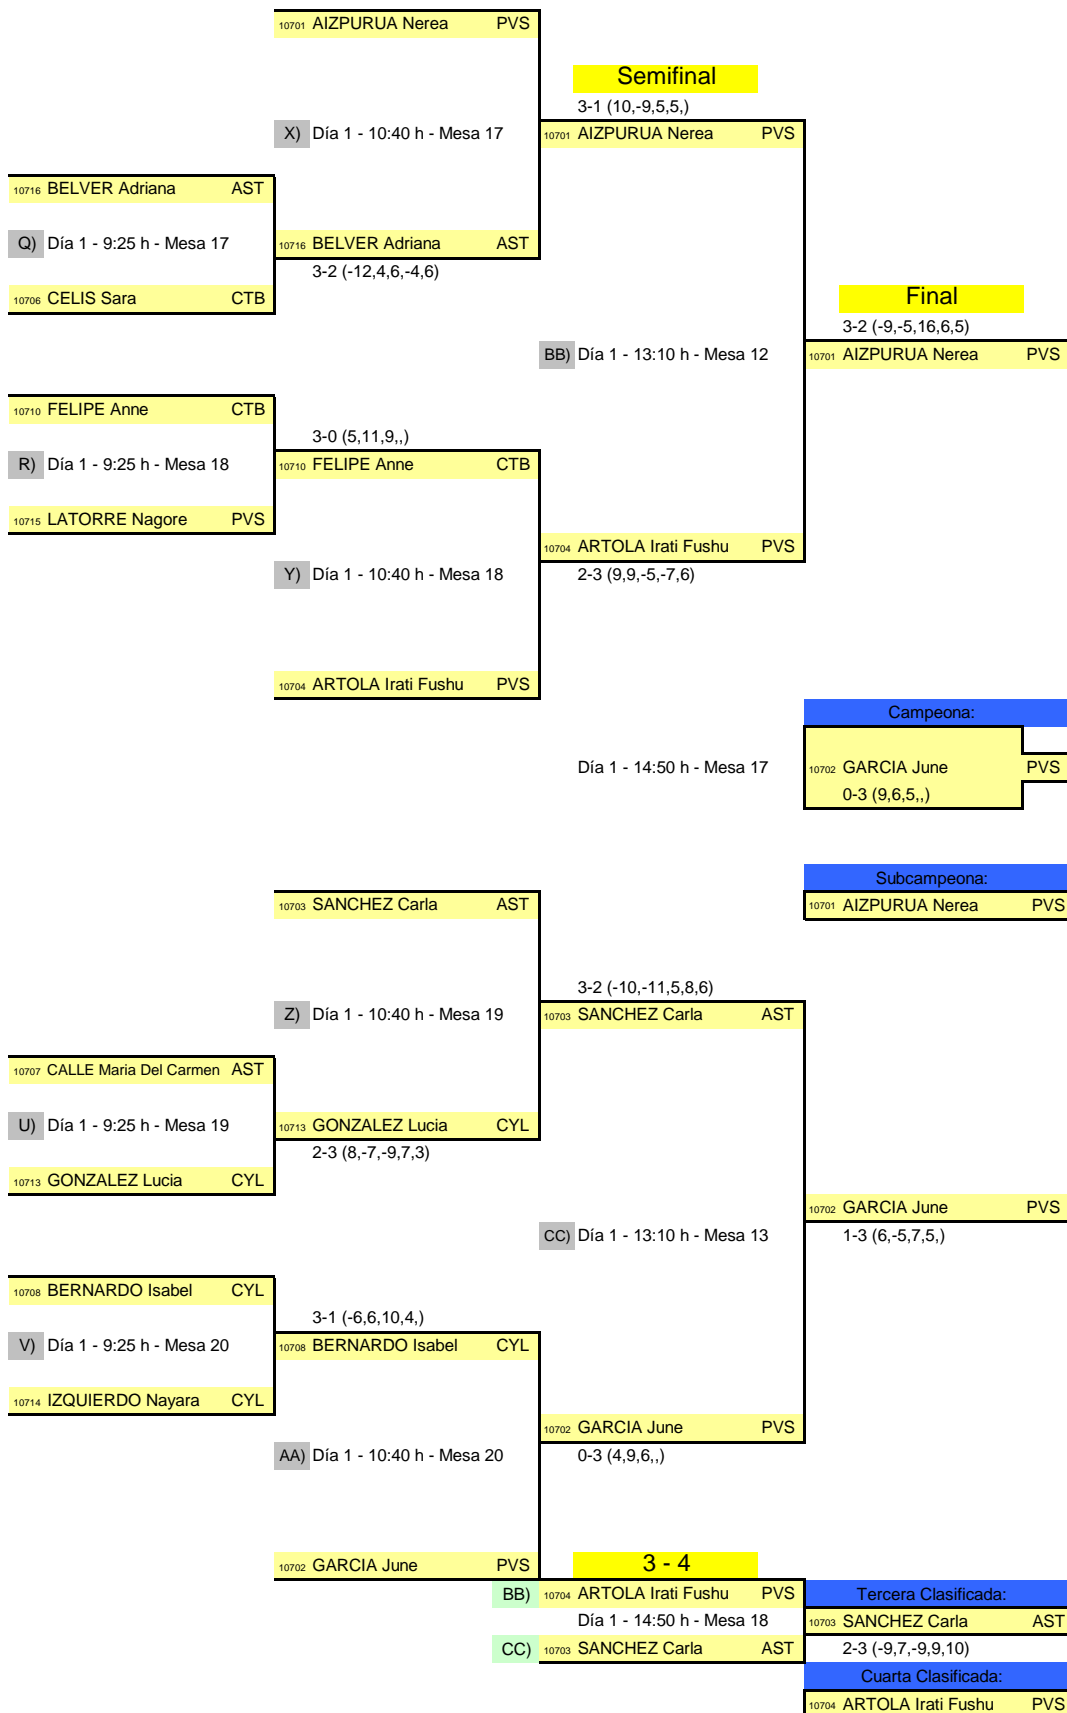 10701 AIZPURUA Nerea PVS
Semifinal
3-1 (10,-9,5,5,)
X) Día 1 - 10:40 h - Mesa 17
10701 AIZPURUA Nerea PVS
10716 BELVER Adriana AST
Q) Día 1 - 9:25 h - Mesa 17
10716 BELVER Adriana AST
3-2 (-12,4,6,-4,6)
10706 CELIS Sara CTB
Final
3-2 (-9,-5,16,6,5)
BB) Día 1 - 13:10 h - Mesa 12
10701 AIZPURUA Nerea PVS
10710 FELIPE Anne CTB
3-0 (5,11,9,,)
R) Día 1 - 9:25 h - Mesa 18
10710 FELIPE Anne CTB
10715 LATORRE Nagore PVS
10704 ARTOLA Irati Fushu PVS
Y) Día 1 - 10:40 h - Mesa 18
2-3 (9,9,-5,-7,6)
10704 ARTOLA Irati Fushu PVS
Campeona:
Día 1 - 14:50 h - Mesa 17
10702 GARCIA June PVS
0-3 (9,6,5,,)
Subcampeona:
10703 SANCHEZ Carla AST
10701 AIZPURUA Nerea PVS
3-2 (-10,-11,5,8,6)
Z) Día 1 - 10:40 h - Mesa 19
10703 SANCHEZ Carla AST
10707 CALLE Maria Del Carmen AST
U) Día 1 - 9:25 h - Mesa 19
10713 GONZALEZ Lucia CYL
2-3 (8,-7,-9,7,3)
10713 GONZALEZ Lucia CYL
10702 GARCIA June PVS
CC) Día 1 - 13:10 h - Mesa 13
1-3 (6,-5,7,5,)
10708 BERNARDO Isabel CYL
3-1 (-6,6,10,4,)
V) Día 1 - 9:25 h - Mesa 20
10708 BERNARDO Isabel CYL
10714 IZQUIERDO Nayara CYL
10702 GARCIA June PVS
AA) Día 1 - 10:40 h - Mesa 20
0-3 (4,9,6,,)
10702 GARCIA June PVS
3 - 4
BB) 10704 ARTOLA Irati Fushu PVS
Tercera Clasificada:
Día 1 - 14:50 h - Mesa 18
10703 SANCHEZ Carla AST
CC) 10703 SANCHEZ Carla AST
2-3 (-9,7,-9,9,10)
Cuarta Clasificada:
10704 ARTOLA Irati Fushu PVS